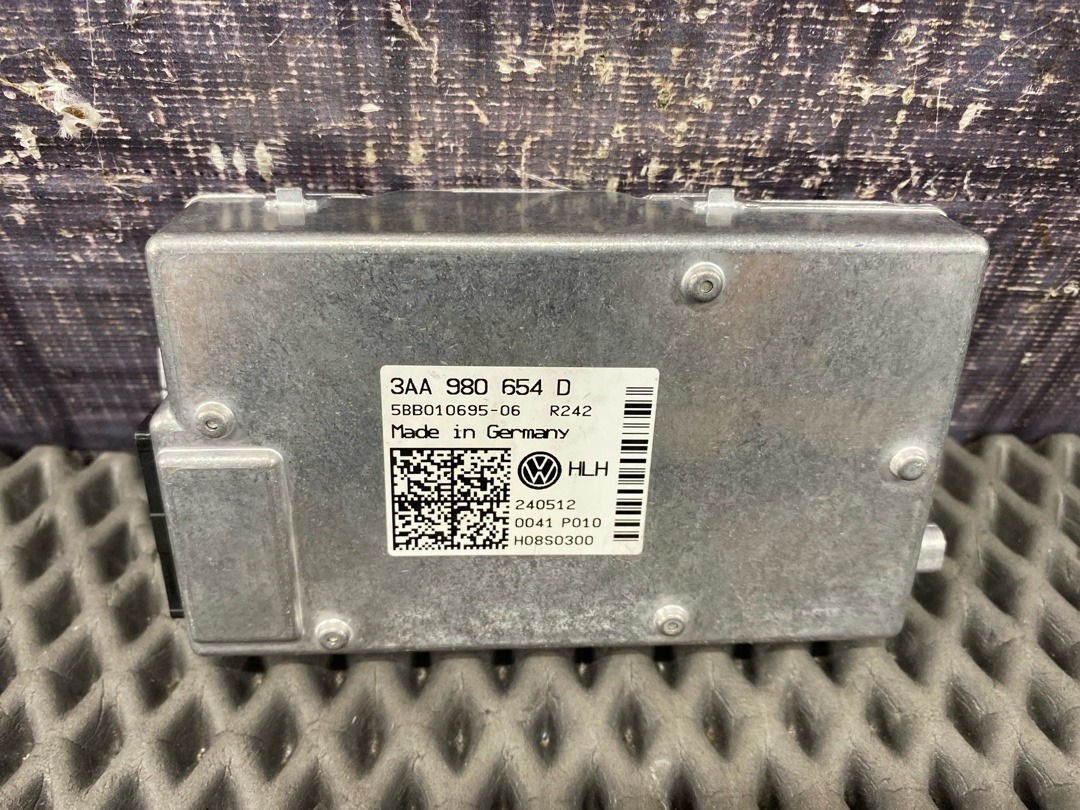 3AA 980 654 D
5BB010695-06 R242
Made in Germany
HLH
240512
0041 P010
H08S0300